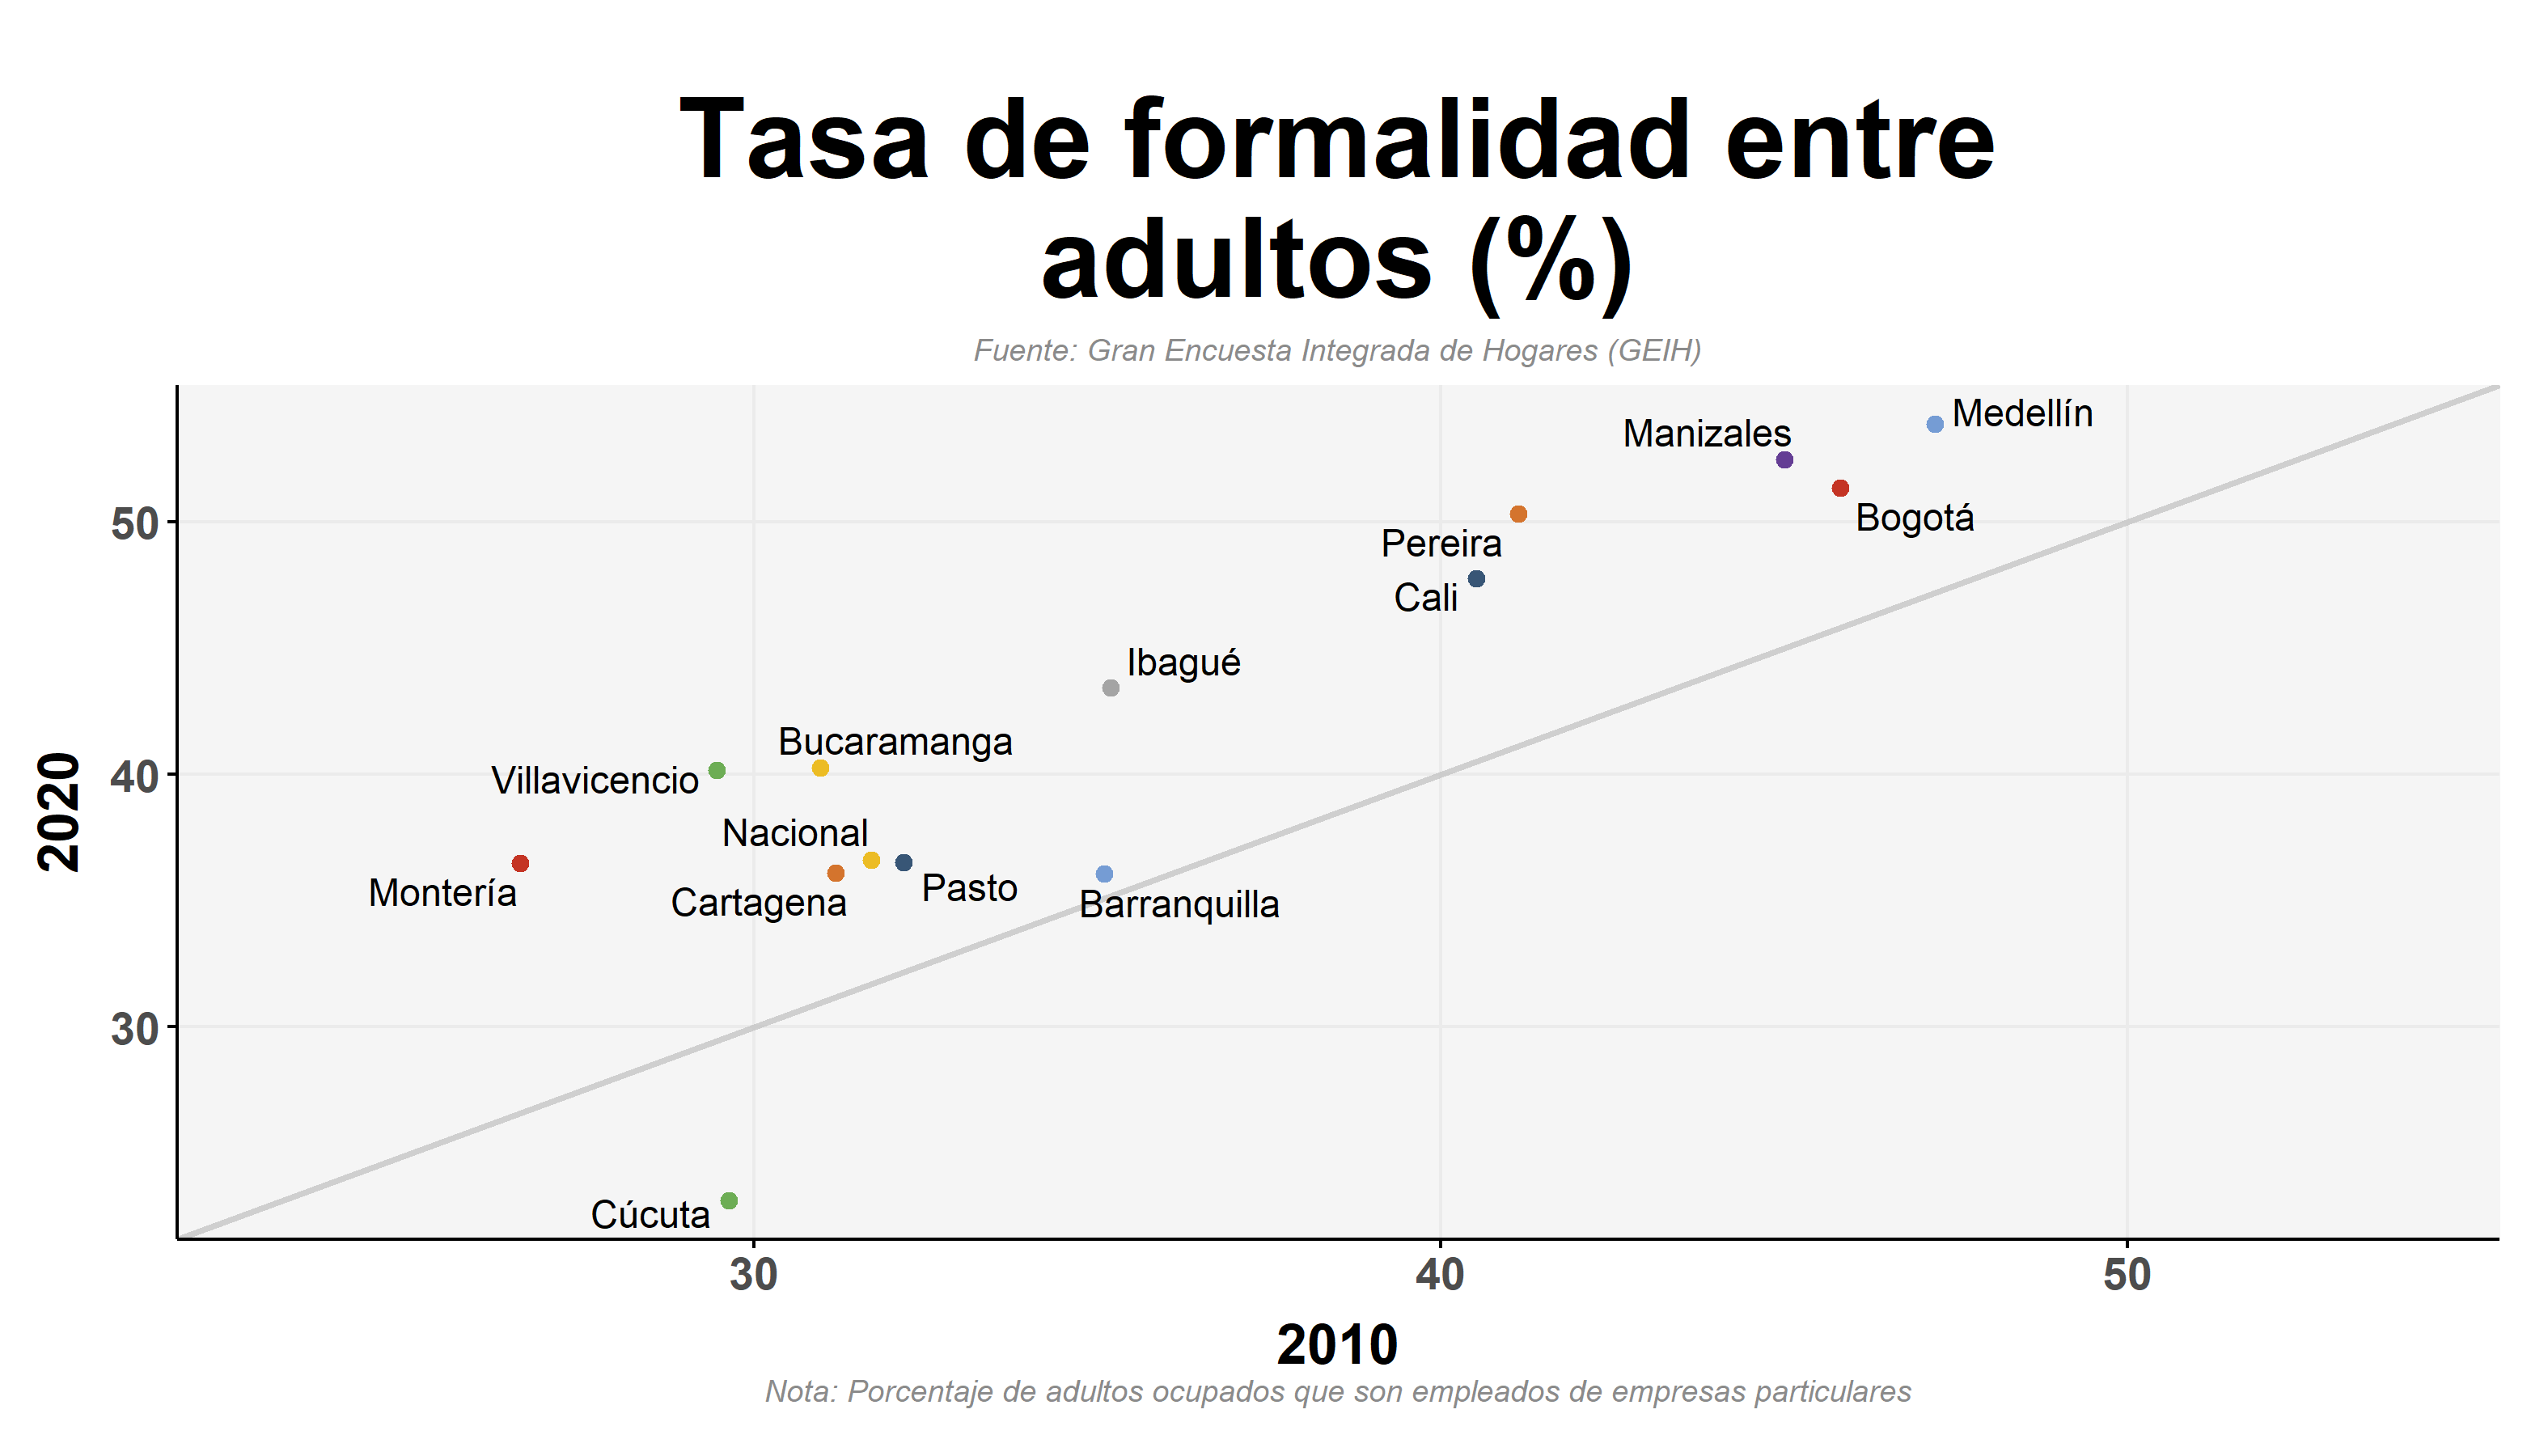 Tasa de formalidad entre
adultos (%)
Fuente: Gran Encuesta Integrada de Hogares (GEIH)
Medellín
Manizales
Bogotá
50
Pereira
Cali
Ibagué
Bucaramanga
Villavicencio
40
2020
Nacional
Montería
Cartagena
Pasto
Barranquilla
30
Cúcuta
30
40
50
2010
Nota: Porcentaje de adultos ocupados que son empleados de empresas particulares